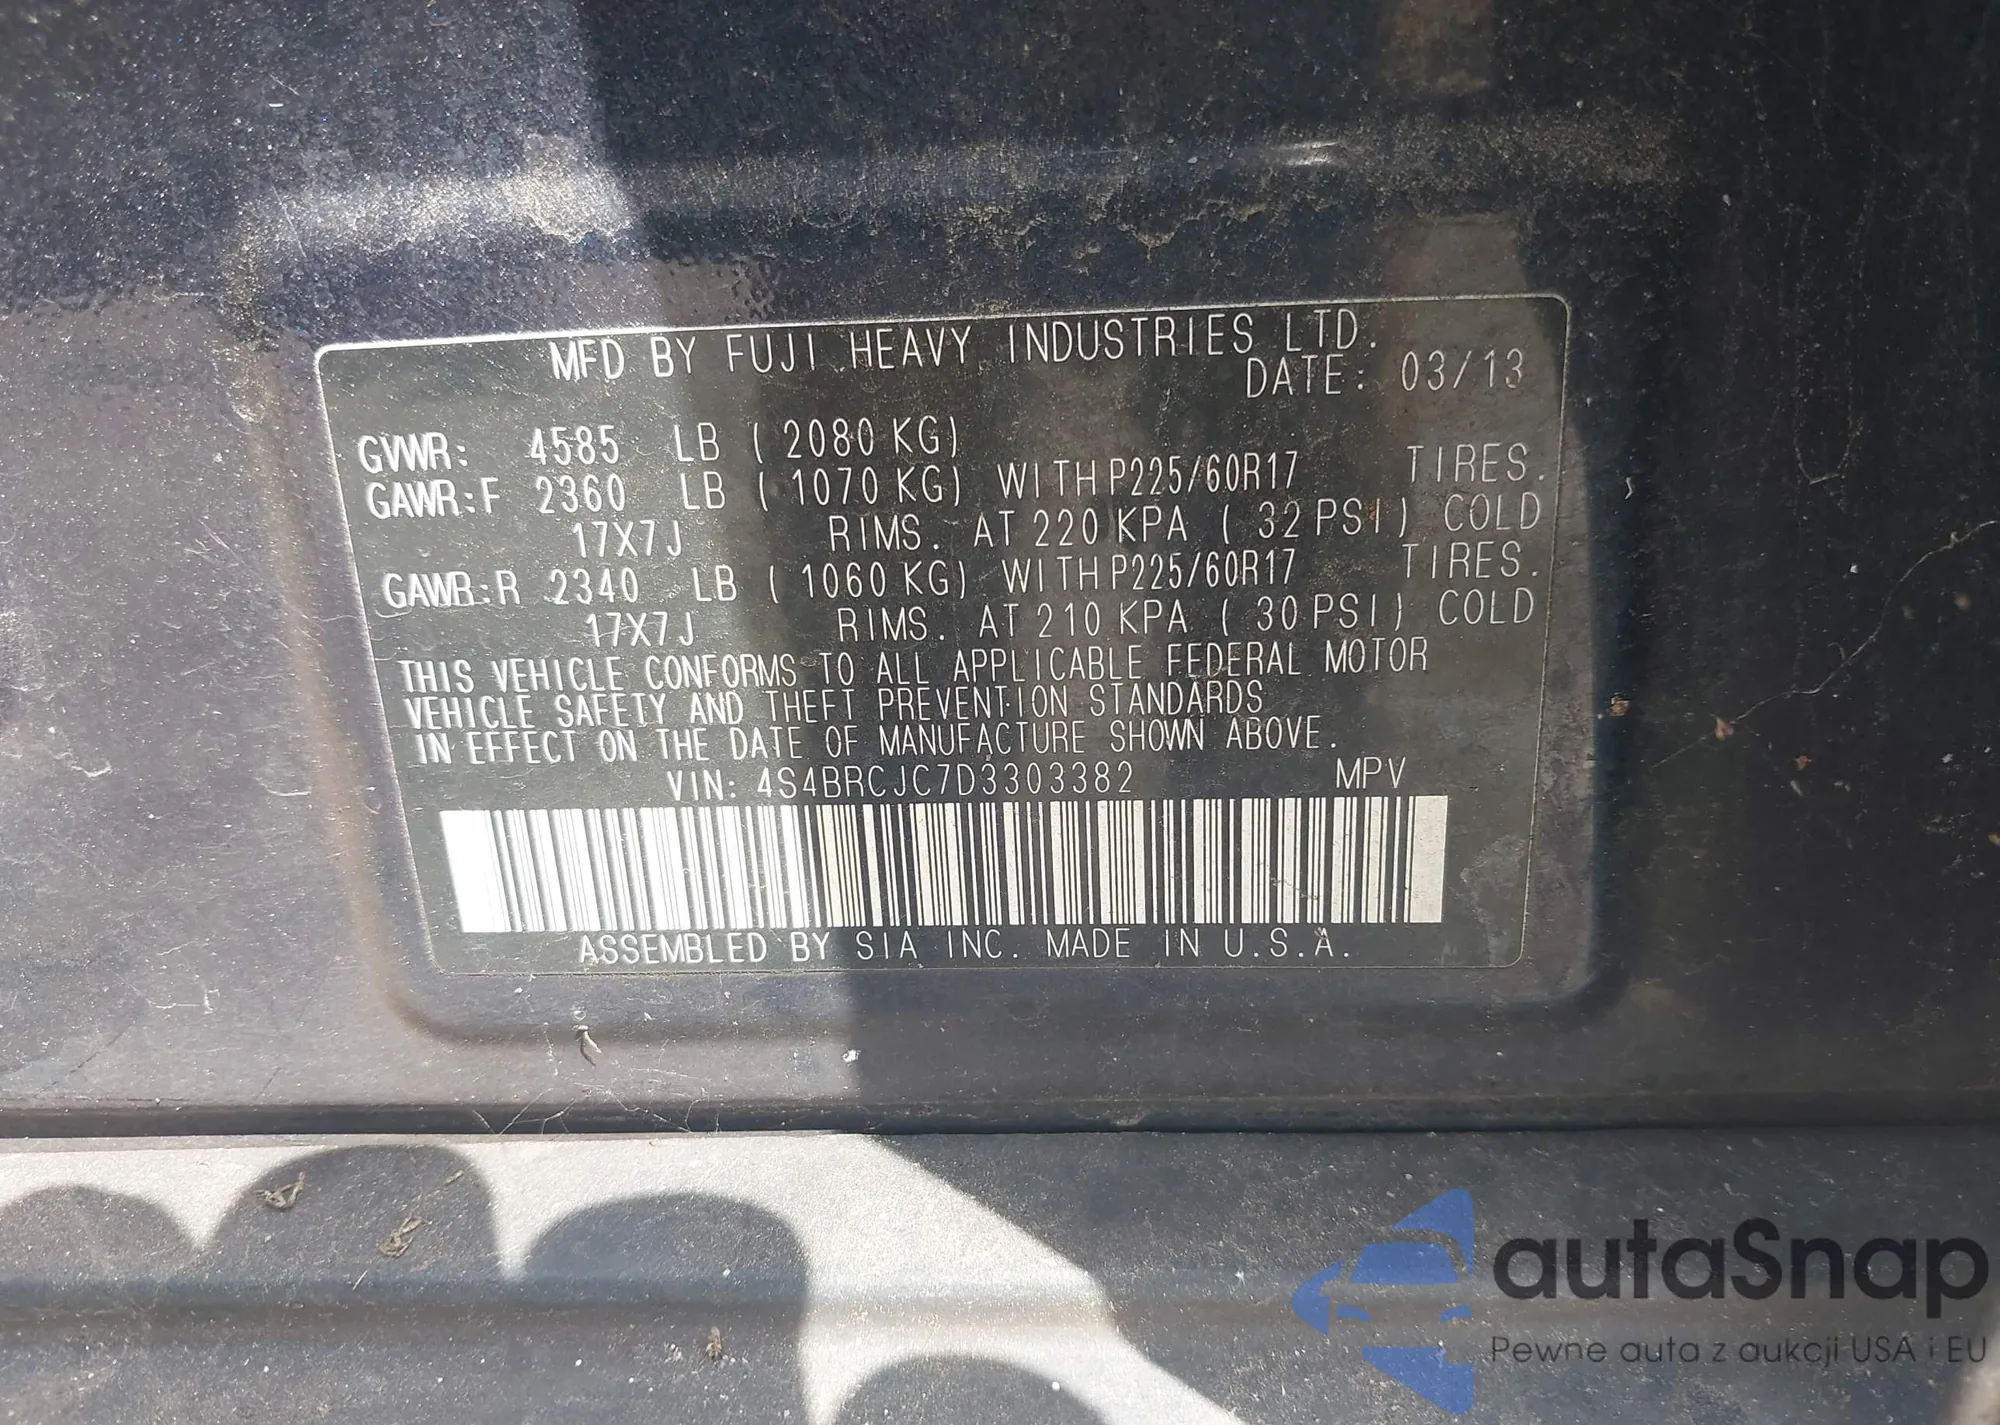 MFD BY FUJI HEAVY INDUSTRIES LTD.
DATE: 03/13
GVWR: 4585 LB ( 2080 KG)
GAWR:F 2360 LB ( 1070 KG) WITH P225/60R17 TIRES.
17X7J RIMS. AT 220 KPA ( 32 PSI) COLD
GAWR:R 2340 LB ( 1060 KG) WITH P225/60R17 TIRES.
17X7J RIMS. AT 210 KPA ( 30 PSI) COLD
THIS VEHICLE CONFORMS TO ALL APPLICABLE FEDERAL MOTOR
VEHICLE SAFETY AND THEFT PREVENTION STANDARDS
IN EFFECT ON THE DATE OF MANUFACTURE SHOWN ABOVE.
VIN: 4S4BRCJC7D3303382 MPV
ASSEMBLED BY SIA INC. MADE IN U.S.A.
autaSnap
Pewne auta z aukcji USA i EU